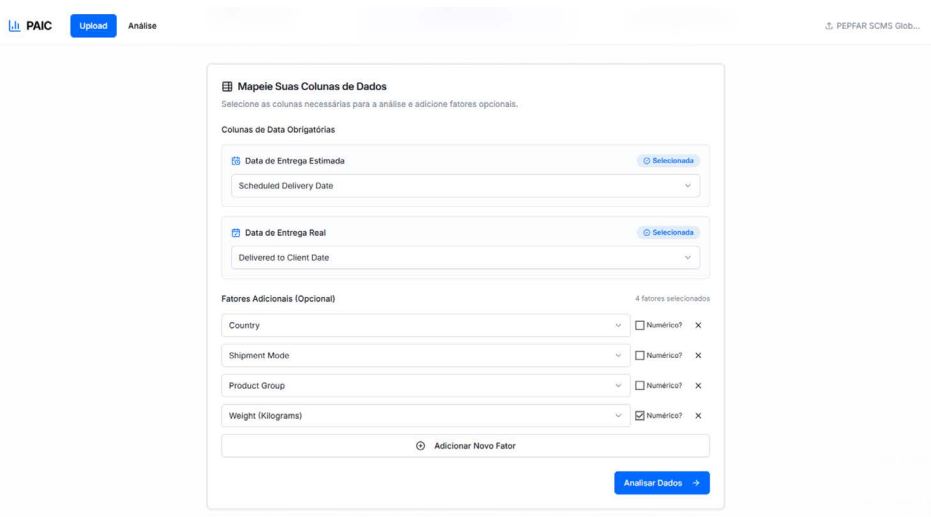 PAIC Upload Análise PEPFAR SCMS Glob...
Mapeie Suas Colunas de Dados
Selecione as colunas necessárias para a análise e adicione fatores opcionais.
Colunas de Data Obrigatórias
Data de Entrega Estimada Selecionada
Scheduled Delivery Date
Data de Entrega Real Selecionada
Delivered to Client Date
Fatores Adicionais (Opcional) 4 fatores selecionados
Country Numérico?
Shipment Mode Numérico?
Product Group Numérico?
Weight (Kilograms) Numérico?
Adicionar Novo Fator
Analisar Dados